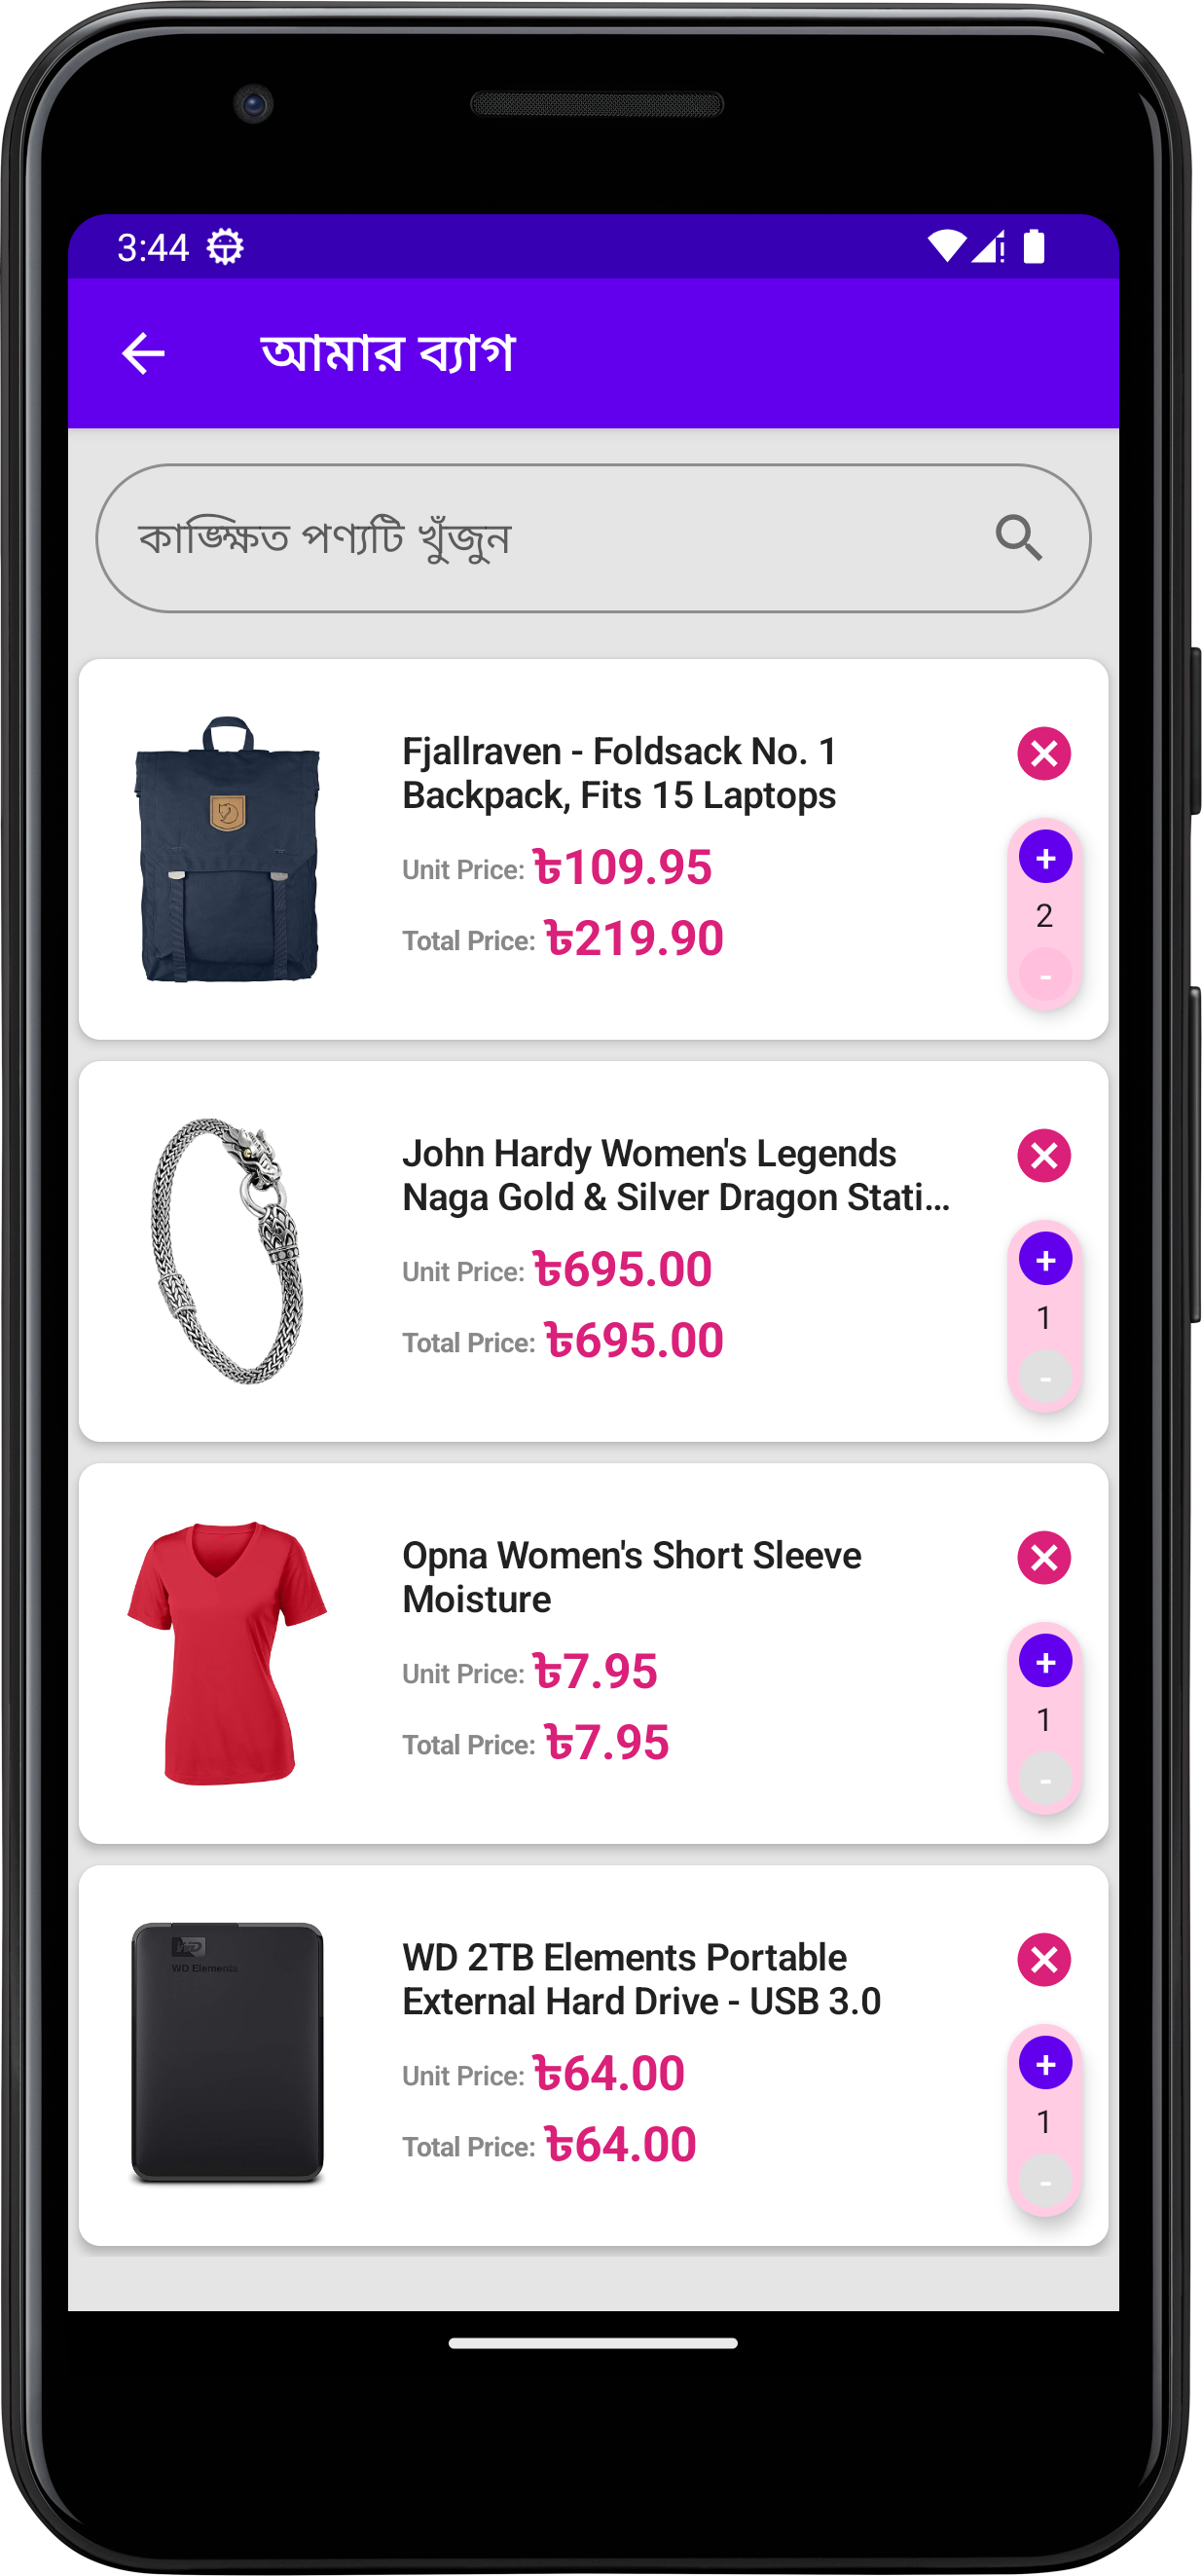 3:44
আমার ব্যাগ
কাঙ্ক্ষিত পণ্যটি খুঁজুন
Fjallraven - Foldsack No. 1
Backpack, Fits 15 Laptops
Unit Price: ৳109.95
Total Price: ৳219.90
+
2
-
John Hardy Women's Legends
Naga Gold & Silver Dragon Stati...
Unit Price: ৳695.00
Total Price: ৳695.00
+
1
-
Opna Women's Short Sleeve
Moisture
Unit Price: ৳7.95
Total Price: ৳7.95
+
1
-
WD
WD Elements
WD 2TB Elements Portable
External Hard Drive - USB 3.0
Unit Price: ৳64.00
Total Price: ৳64.00
+
1
-